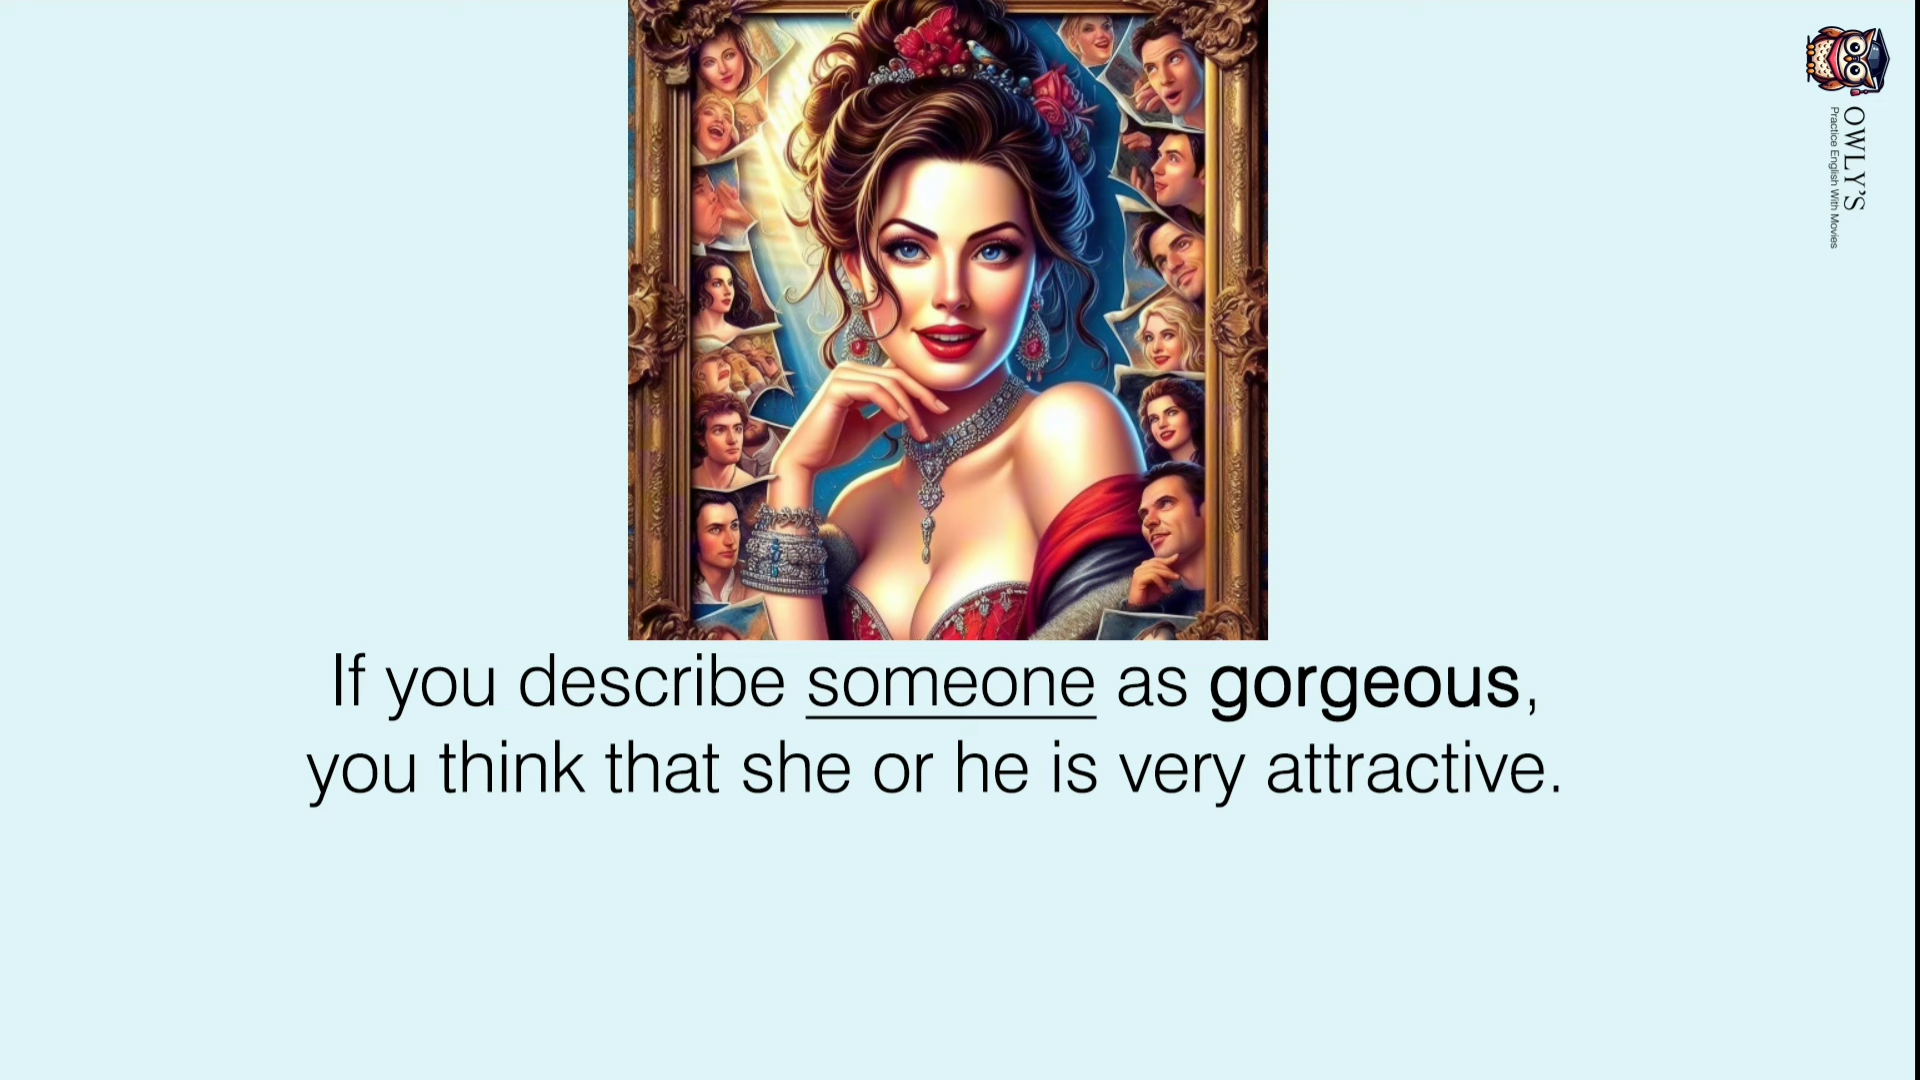 If you describe someone as gorgeous,
you think that she or he is very attractive.
OWLY'S
Practice English With Movies